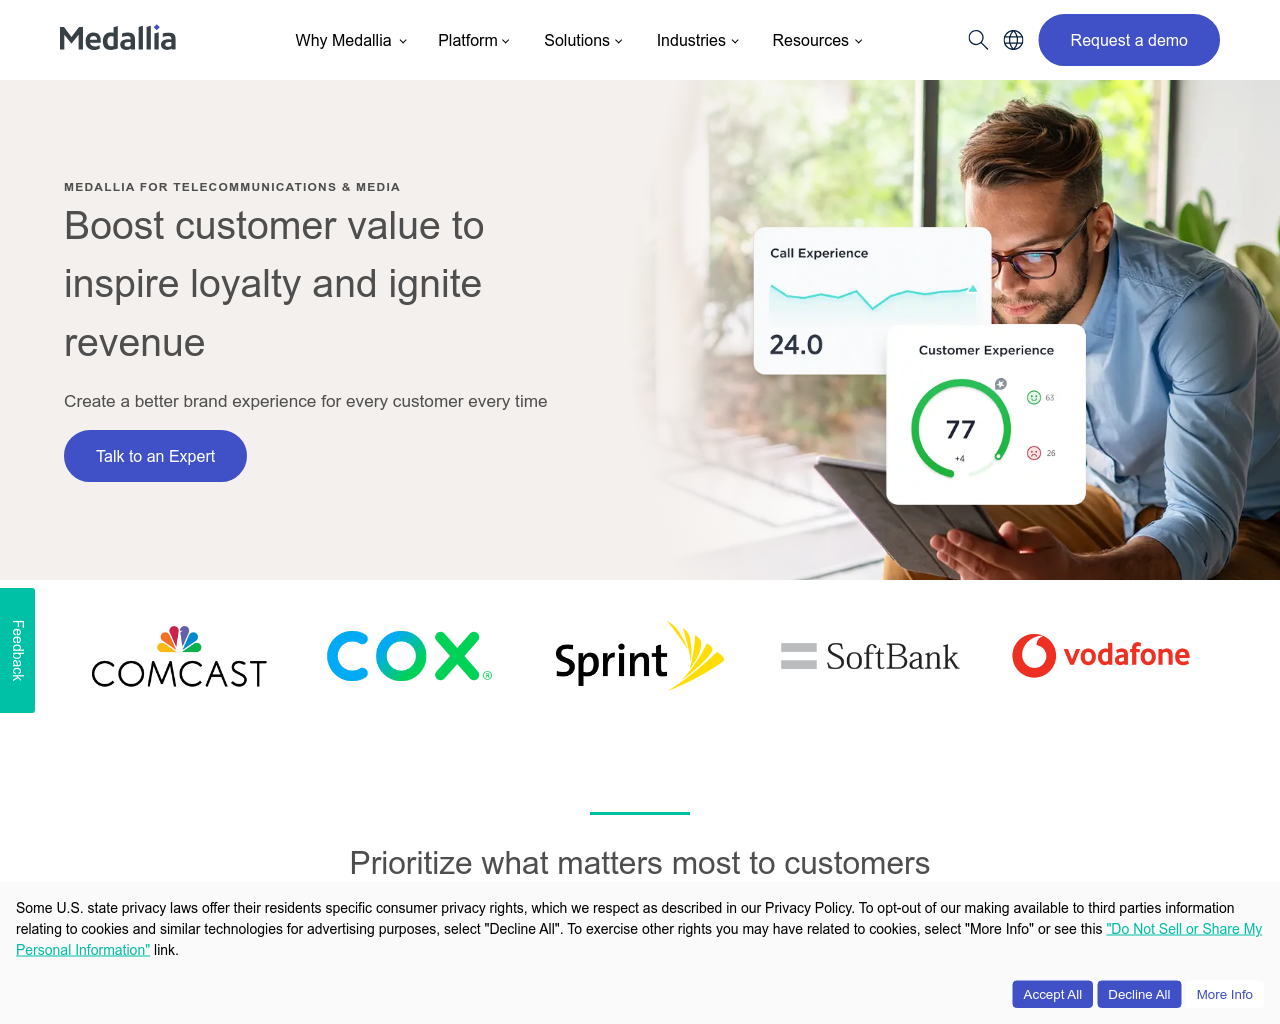 Medallia
Why Medallia
Platform
Solutions
Industries
Resources
Request a demo
MEDALLIA FOR TELECOMMUNICATIONS & MEDIA
Boost customer value to
inspire loyalty and ignite
revenue
Create a better brand experience for every customer every time
Talk to an Expert
Call Experience
24.0
Customer Experience
77
+4
63
26
Feedback
COMCAST
COX®
Sprint
SoftBank
vodafone
Prioritize what matters most to customers
Some U.S. state privacy laws offer their residents specific consumer privacy rights, which we respect as described in our Privacy Policy. To opt-out of our making available to third parties information
relating to cookies and similar technologies for advertising purposes, select "Decline All". To exercise other rights you may have related to cookies, select "More Info" or see this "Do Not Sell or Share My
Personal Information" link.
Accept All
Decline All
More Info